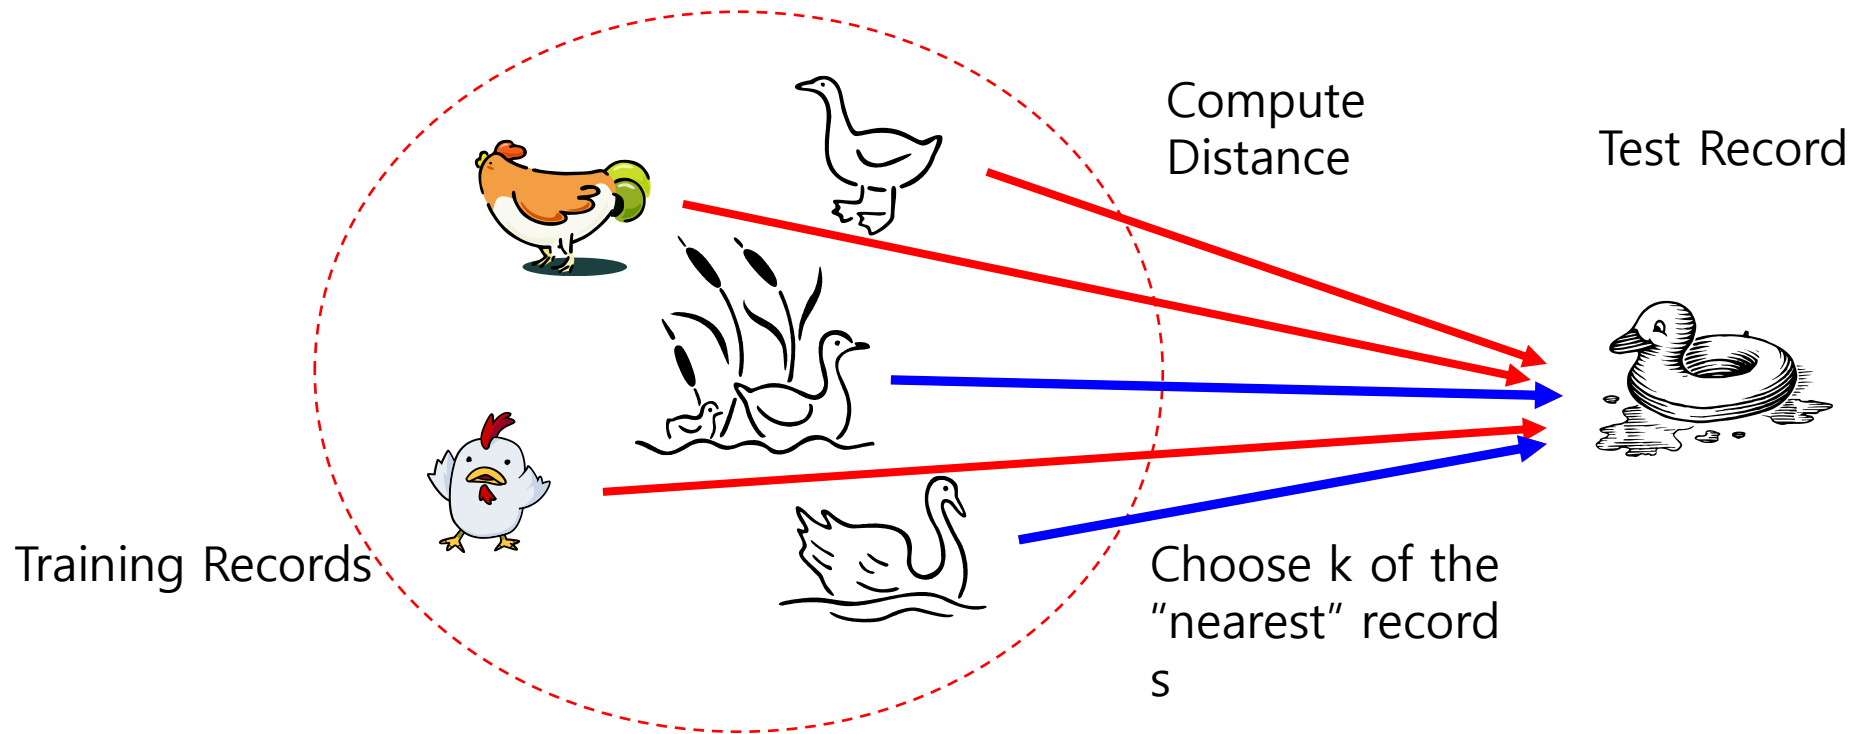 Compute
Distance
Test Record
Training Records
Choose k of the
“nearest” record
s